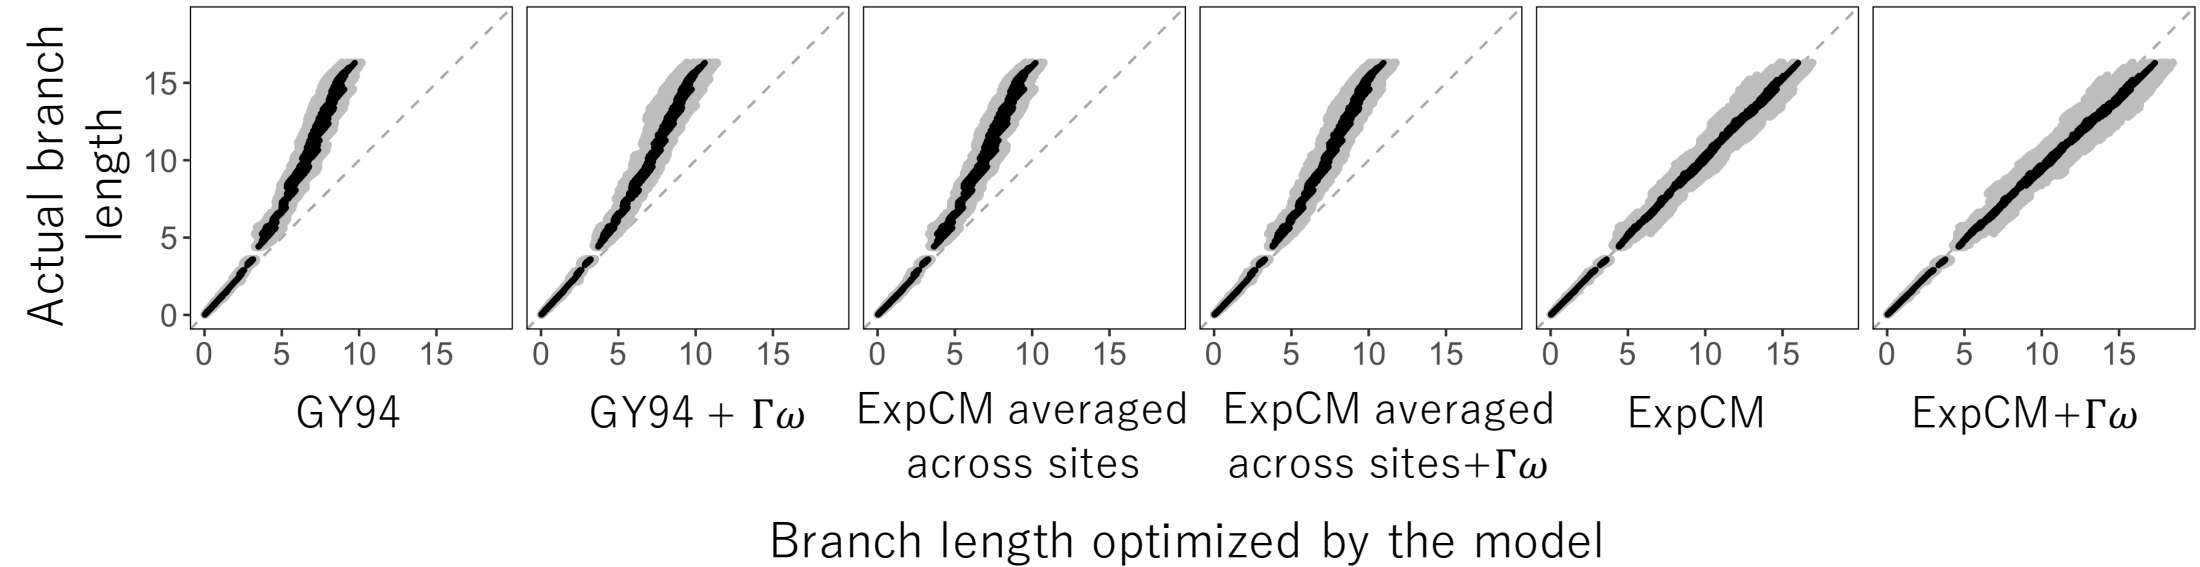 Actual branch
length
15
10
5
0
0 5 10 15
0 5 10 15
0 5 10 15
0 5 10 15
0 5 10 15
0 5 10 15
GY94
GY94 + Γω
ExpCM averaged
across sites
ExpCM averaged
across sites+Γω
ExpCM
ExpCM+Γω
Branch length optimized by the model